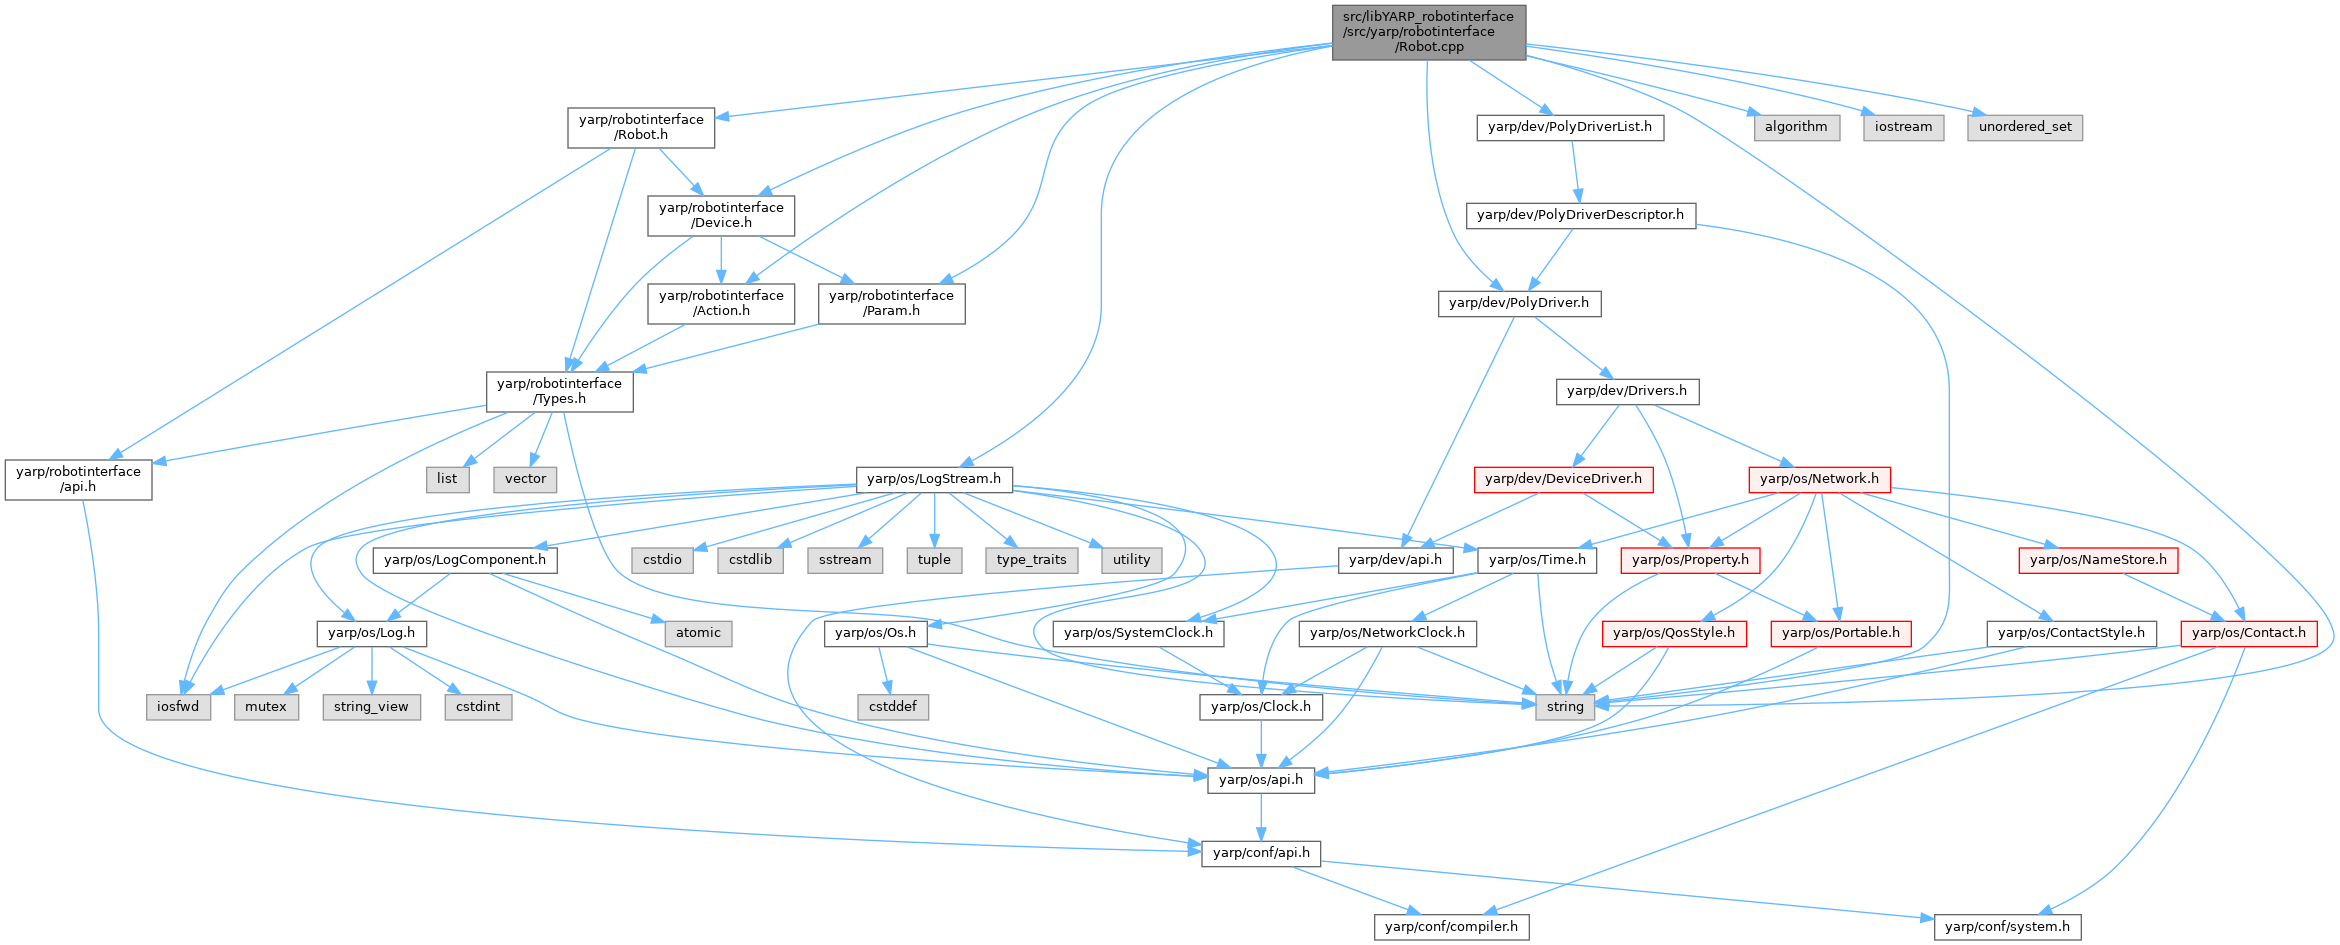 src/libYARP_robotinterface
/src/yarp/robotinterface
/Robot.cpp
yarp/robotinterface
/Robot.h
yarp/dev/PolyDriverList.h
algorithm
iostream
unordered_set
yarp/robotinterface
/Device.h
yarp/dev/PolyDriverDescriptor.h
yarp/robotinterface
/Action.h
yarp/robotinterface
/Param.h
yarp/dev/PolyDriver.h
yarp/robotinterface
/Types.h
yarp/dev/Drivers.h
yarp/robotinterface
/api.h
list
vector
yarp/os/LogStream.h
yarp/dev/DeviceDriver.h
yarp/os/Network.h
yarp/os/LogComponent.h
cstdio
cstdlib
sstream
tuple
type_traits
utility
yarp/dev/api.h
yarp/os/Time.h
yarp/os/Property.h
yarp/os/NameStore.h
yarp/os/Log.h
atomic
yarp/os/Os.h
yarp/os/SystemClock.h
yarp/os/NetworkClock.h
yarp/os/QosStyle.h
yarp/os/Portable.h
yarp/os/ContactStyle.h
yarp/os/Contact.h
iosfwd
mutex
string_view
cstdint
cstddef
yarp/os/Clock.h
string
yarp/os/api.h
yarp/conf/api.h
yarp/conf/compiler.h
yarp/conf/system.h